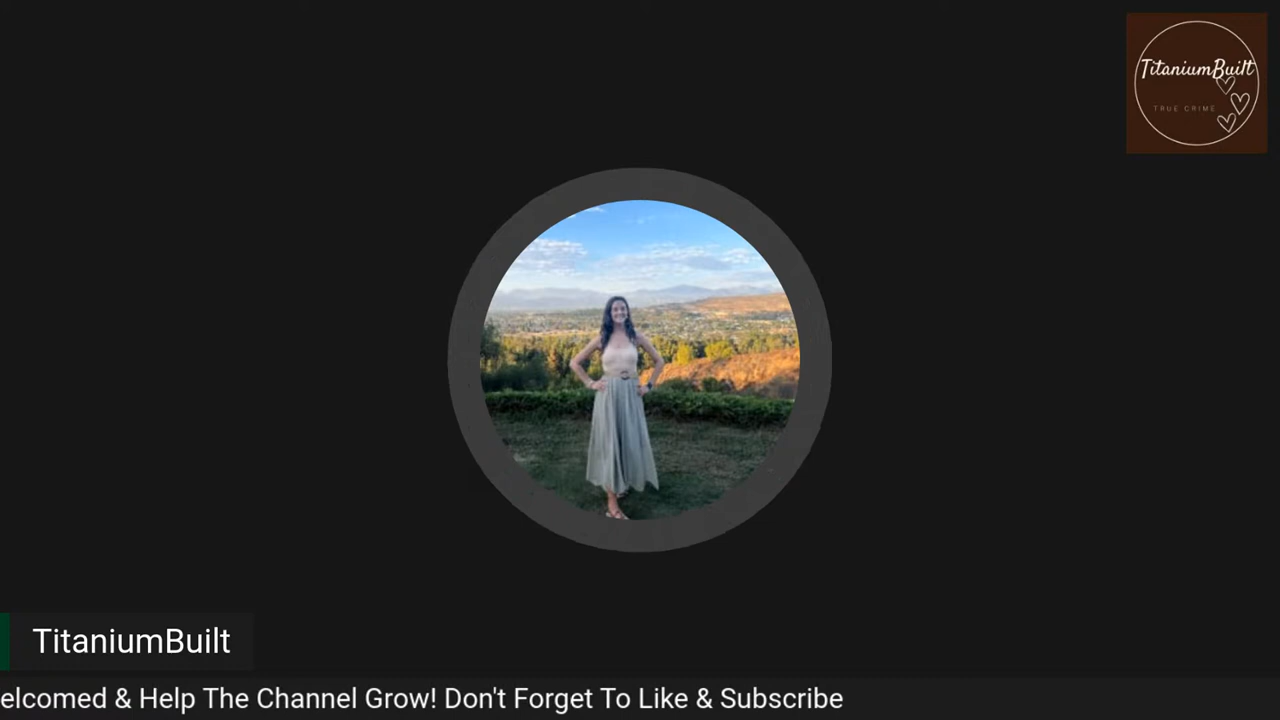 TitaniumBuilt
TRUE CRIME
TitaniumBuilt
elcomed & Help The Channel Grow! Don't Forget To Like & Subscribe